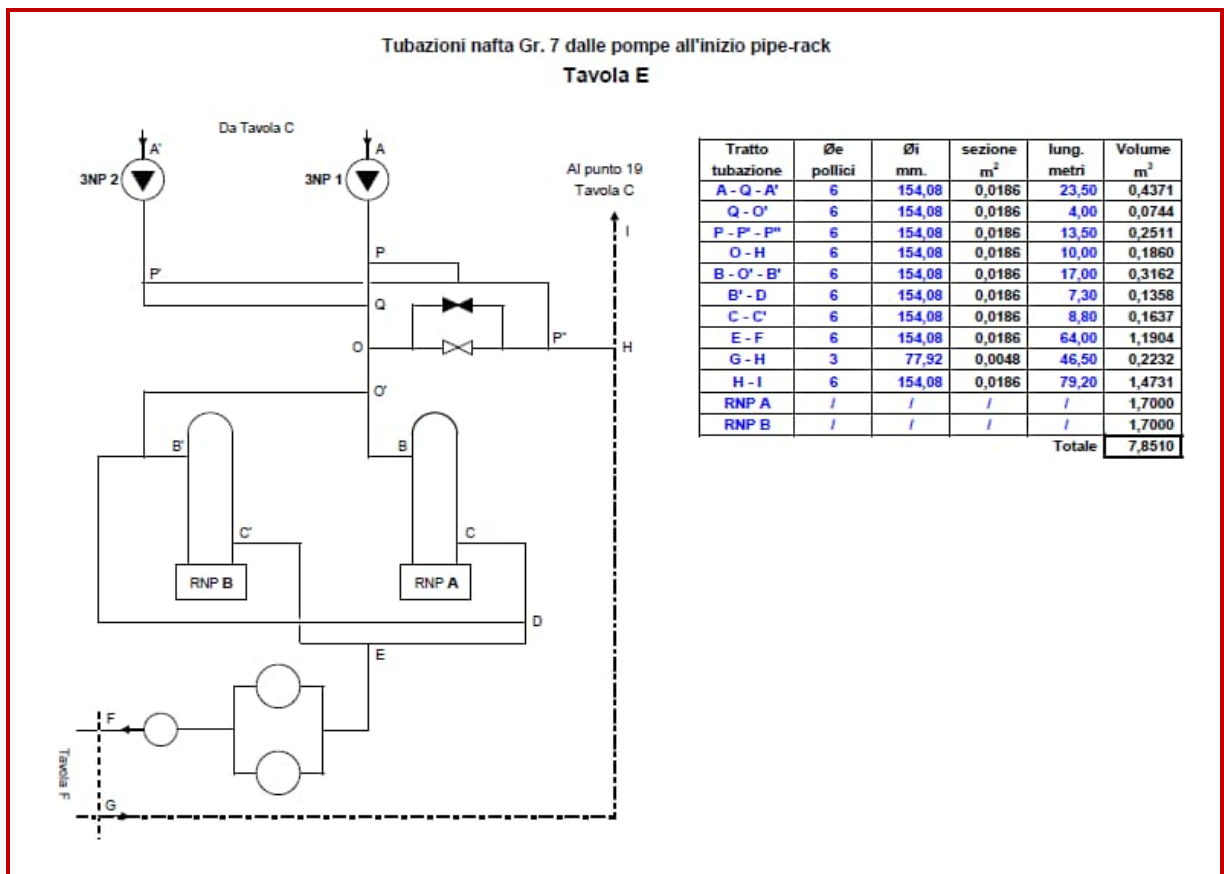 Tubazioni nafta Gr. 7 dalle pompe all'inizio pipe-rack
Tavola E
Da Tavola C
A'
A
3NP 2
3NP 1
Al punto 19
Tavola C
I
P
P'
Q
O
P"
H
O'
B'
B
C'
C
RNP B
RNP A
D
E
F
Tavola F
G
Tratto tubazione Øe pollici Øi mm. sezione m² lung. metri Volume m³
A - Q - A' 6 154,08 0,0186 23,50 0,4371
Q - O' 6 154,08 0,0186 4,00 0,0744
P - P' - P" 6 154,08 0,0186 13,50 0,2511
O - H 6 154,08 0,0186 10,00 0,1860
B - O' - B' 6 154,08 0,0186 17,00 0,3162
B' - D 6 154,08 0,0186 7,30 0,1358
C - C' 6 154,08 0,0186 8,80 0,1637
E - F 6 154,08 0,0186 64,00 1,1904
G - H 3 77,92 0,0048 46,50 0,2232
H - I 6 154,08 0,0186 79,20 1,4731
RNP A / / / / 1,7000
RNP B / / / / 1,7000
Totale 7,8510